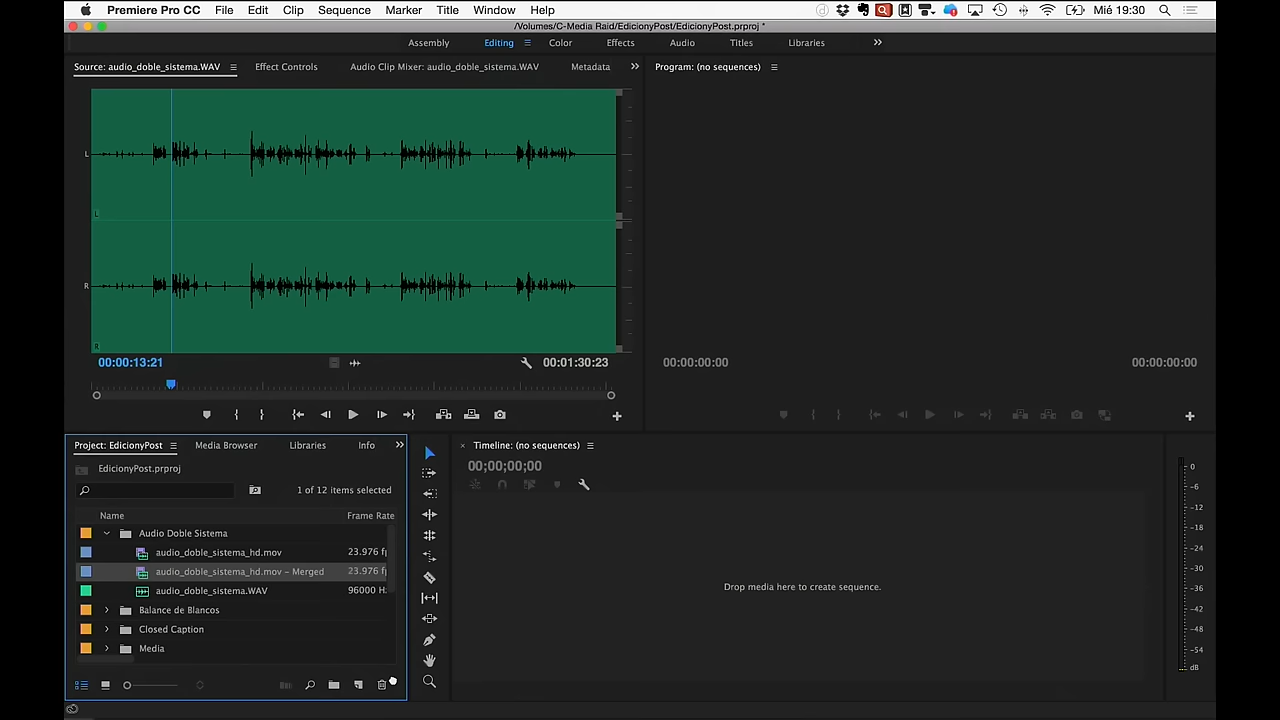 Premiere Pro CC File Edit Clip Sequence Marker Title Window Help Mié 19:30
/Volumes/C-Media Raid/EdicionyPost/EdicionyPost.prproj *
Assembly Editing Color Effects Audio Titles Libraries
Source: audio_doble_sistema.WAV Effect Controls Audio Clip Mixer: audio_doble_sistema.WAV Metadata Program: (no sequences)
L
L
R
R
00:00:13:21 00:01:30:23 00:00:00:00 00:00:00:00
Project: EdicionyPost Media Browser Libraries Info Timeline: (no sequences)
EdicionyPost.prproj 00;00;00;00
1 of 12 items selected
Name Frame Rate
Audio Doble Sistema
audio_doble_sistema_hd.mov 23.976 f
audio_doble_sistema_hd.mov – Merged 23.976 f
audio_doble_sistema.WAV 96000 H
Balance de Blancos
Closed Caption
Media
Drop media here to create sequence.
0
-6
-12
-18
-24
-30
-36
-42
-48
-54
dB